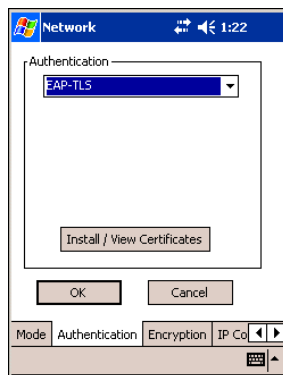 Network 1:22
Authentication
EAP-TLS
Install / View Certificates
OK Cancel
Mode Authentication Encryption IP Co